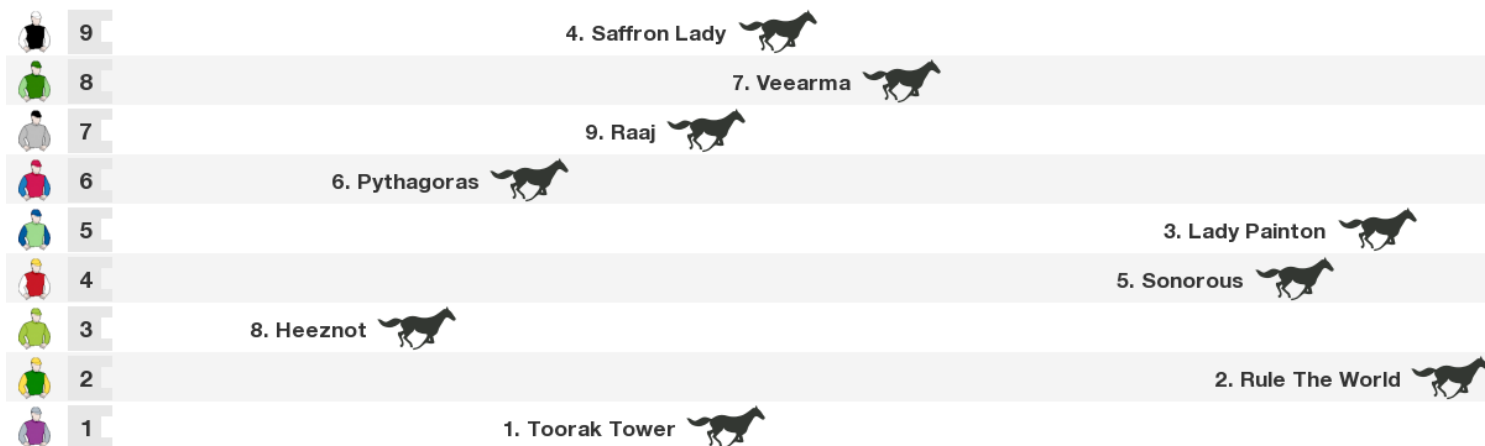 9 4. Saffron Lady
8 7. Veearma
7 9. Raaj
6 6. Pythagoras
5 3. Lady Painton
4 5. Sonorous
3 8. Heeznot
2 2. Rule The World
1 1. Toorak Tower